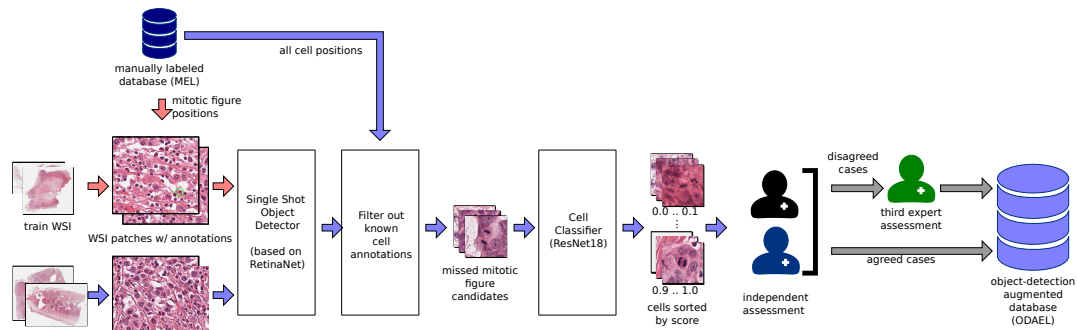 all cell positions
manually labeled
database (MEL)
mitotic figure
positions
train WSI
WSI patches w/ annotations
Single Shot
Object
Detector
(based on
RetinaNet)
Filter out
known
cell
annotations
missed mitotic
figure
candidates
Cell
Classifier
(ResNet18)
0.0 .. 0.1
0.9 .. 1.0
cells sorted
by score
independent
assessment
disagreed
cases
third expert
assessment
agreed cases
object-detection
augmented
database
(ODAEL)